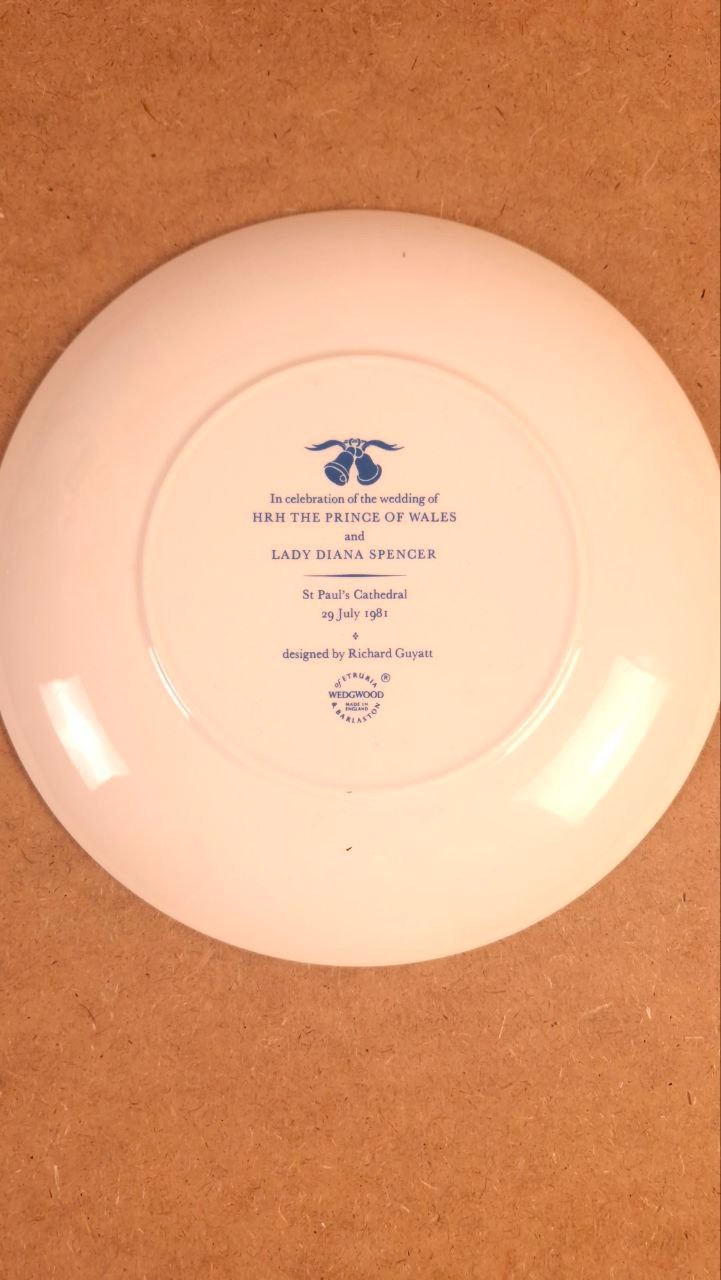 In celebration of the wedding of
HRH THE PRINCE OF WALES
and
LADY DIANA SPENCER
St Paul's Cathedral
29 July 1981
designed by Richard Guyatt
of ETRURIA ®
WEDGWOOD
MADE IN
ENGLAND
& BARLASTON